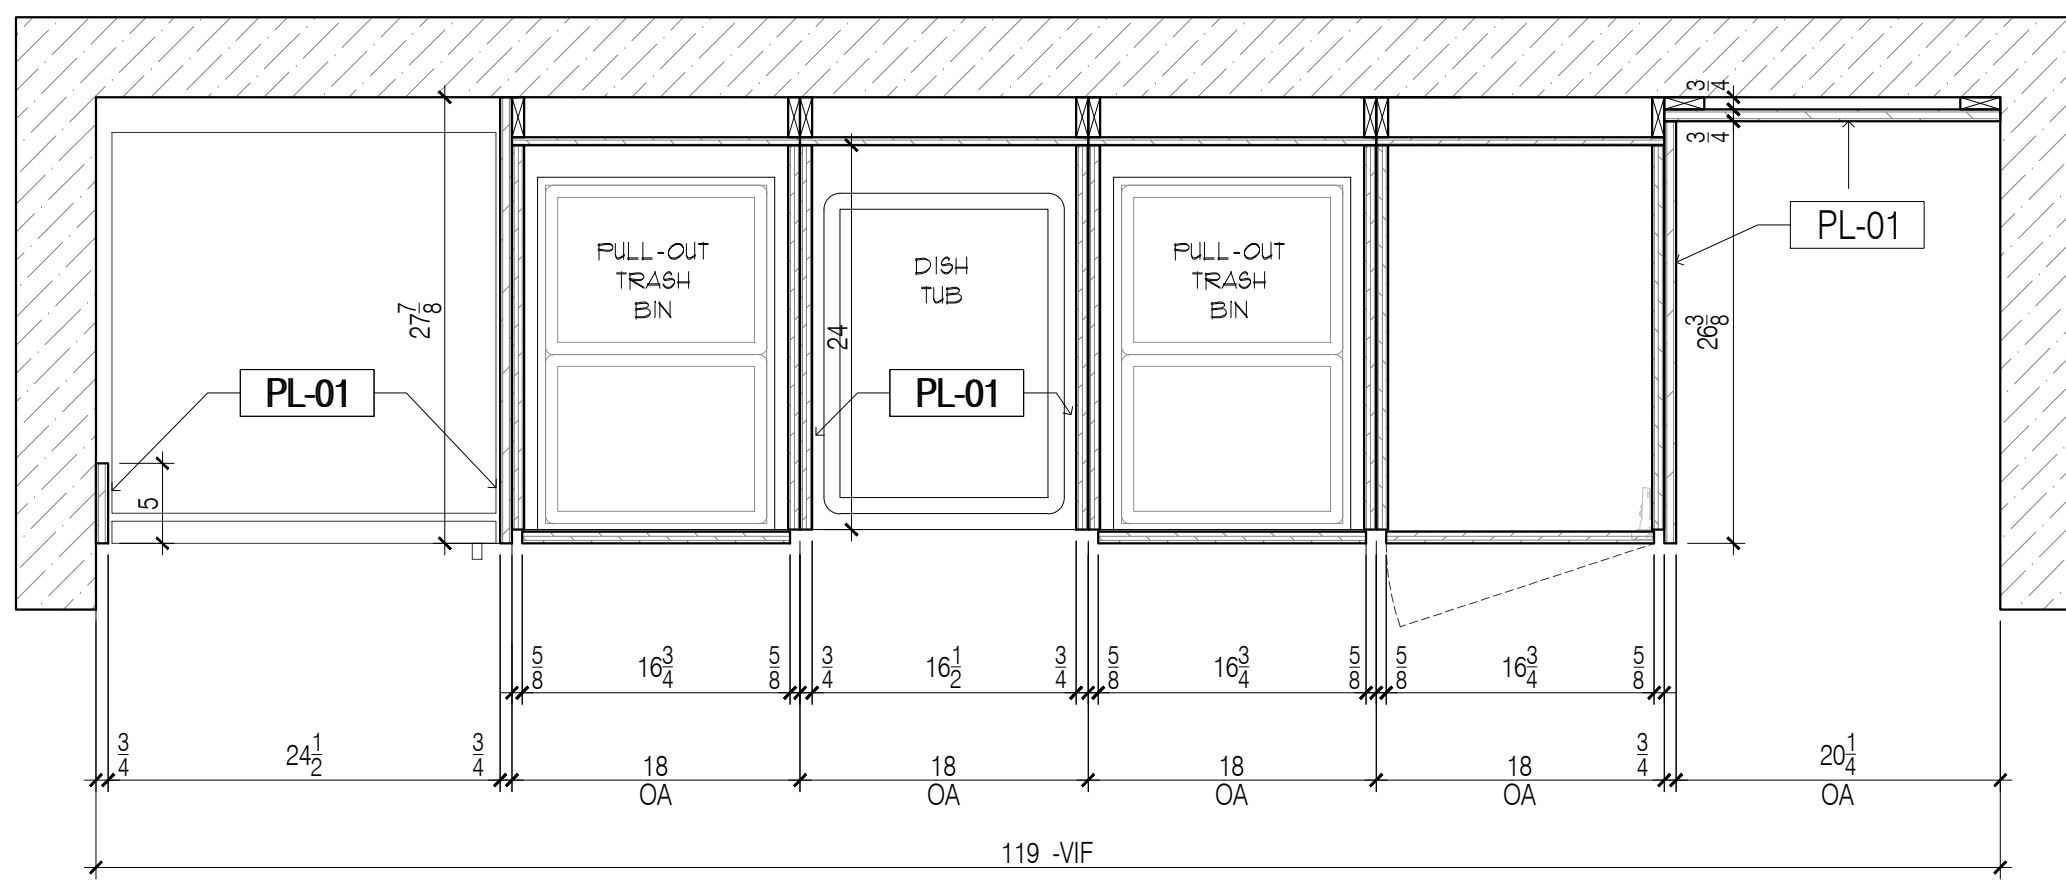 3/4
3/4
PULL-OUT
TRASH
BIN
DISH
TUB
PULL-OUT
TRASH
BIN
PL-01
27 7/8
24
26 3/8
PL-01
PL-01
5
5/8 16 3/4 5/8 3/4 16 1/2 3/4 5/8 16 3/4 5/8 5/8 16 3/4 5/8
3/4 24 1/2 3/4 18 18 18 18 3/4 20 1/4
OA OA OA OA OA
119 -VIF